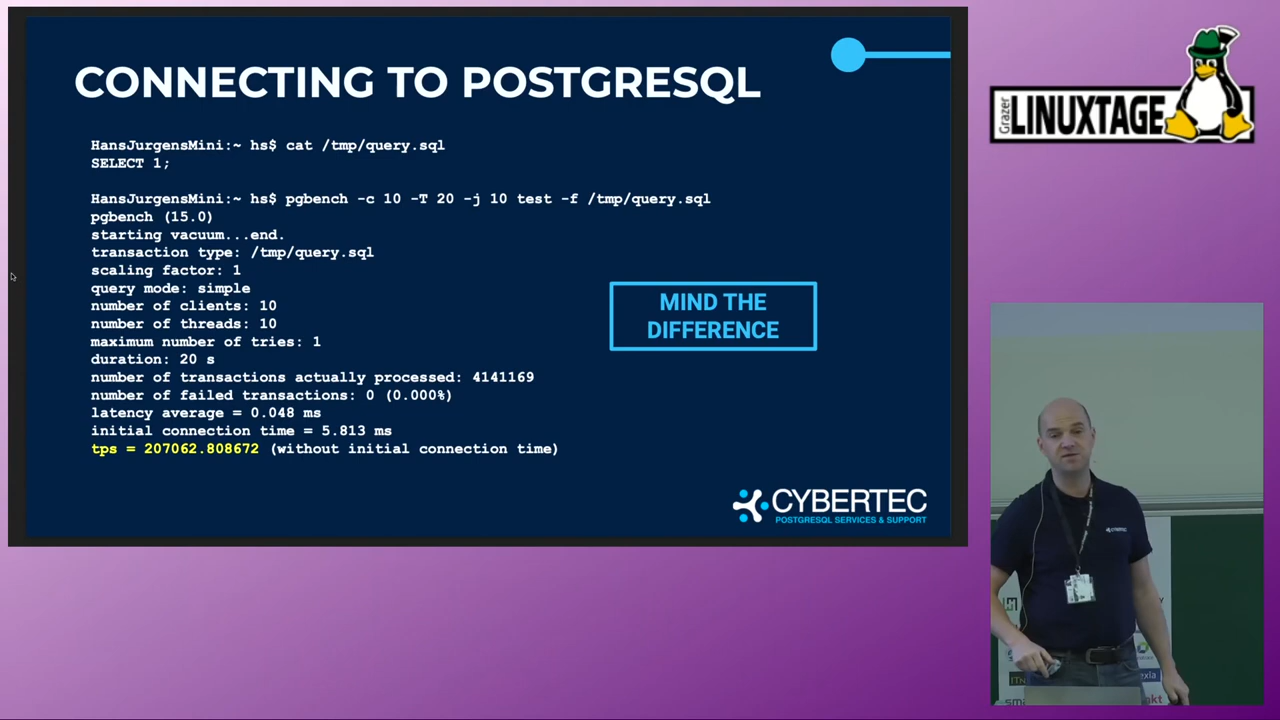 CONNECTING TO POSTGRESQL
HansJurgensMini:~ hs$ cat /tmp/query.sql
SELECT 1;
HansJurgensMini:~ hs$ pgbench -c 10 -T 20 -j 10 test -f /tmp/query.sql
pgbench (15.0)
starting vacuum...end.
transaction type: /tmp/query.sql
scaling factor: 1
query mode: simple
number of clients: 10
number of threads: 10
maximum number of tries: 1
duration: 20 s
number of transactions actually processed: 4141169
number of failed transactions: 0 (0.000%)
latency average = 0.048 ms
initial connection time = 5.813 ms
tps = 207062.808672 (without initial connection time)
MIND THE
DIFFERENCE
CYBERTEC
POSTGRESQL SERVICES & SUPPORT
Grazer
LINUXTAGE
CYBERTEC